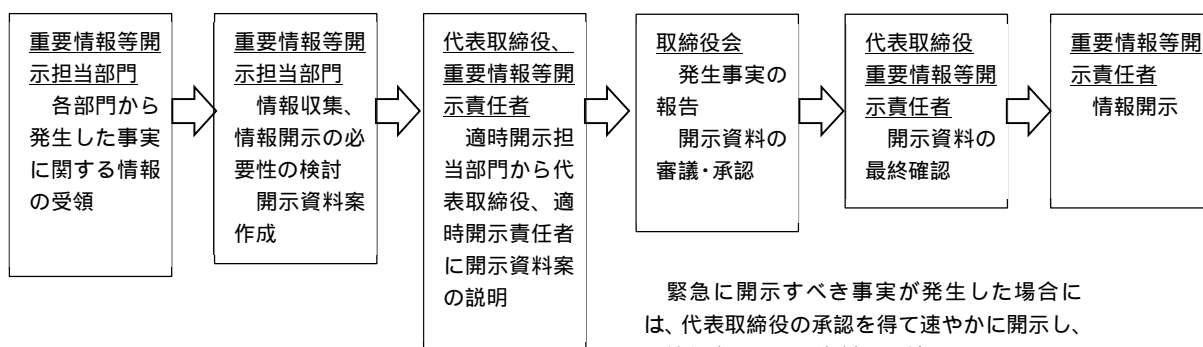 重要情報等開
示担当部門
各部門から
発生した事実
に関する情報
の受領
重要情報等開
示担当部門
情報収集、
情報開示の必
要性の検討
開示資料案
作成
代表取締役、
重要情報等開
示責任者
適時開示担
当部門から代
表取締役、適
時開示責任者
に開示資料案
の説明
取締役会
発生事実の
報告
開示資料の
審議・承認
代表取締役
重要情報等開
示責任者
開示資料の
最終確認
重要情報等開
示責任者
情報開示
緊急に開示すべき事実が発生した場合に
は、代表取締役の承認を得て速やかに開示し、